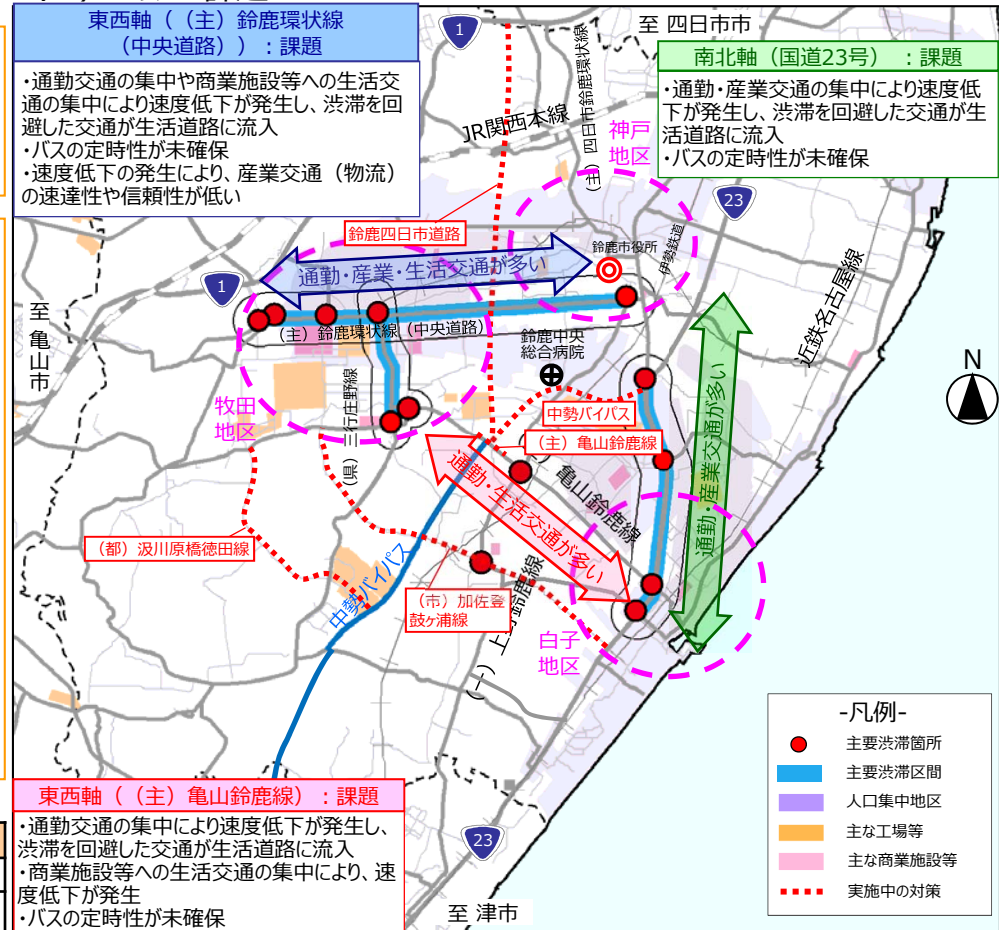 東西軸（（主）鈴鹿環状線
（中央道路））：課題
・通勤交通の集中や商業施設等への生活交
通の集中により速度低下が発生し、渋滞を回
避した交通が生活道路に流入
・バスの定時性が未確保
・速度低下の発生により、産業交通（物流）
の速達性や信頼性が低い
1
至 四日市市
南北軸（国道23号）：課題
・通勤・産業交通の集中により速度低
下が発生し、渋滞を回避した交通が生
活道路に流入
・バスの定時性が未確保
（主）四日市鈴鹿環状線
JR関西本線
神戸
地区
23
鈴鹿四日市道路
鈴鹿市役所
伊勢鉄道
通勤・産業・生活交通が多い
1
至 亀山市
（主）鈴鹿環状線（中央道路）
近鉄名古屋線
鈴鹿中央
総合病院
N
牧田
地区
（県）三行庄野線
中勢バイパス
（主）亀山鈴鹿線
亀山鈴鹿線
通勤・産業交通が多い
通勤・生活交通が多い
（都）汲川原橋徳田線
中勢バイパス
（市）加佐登
鼓ヶ浦線
（一）上野鈴鹿線
白子
地区
-凡例-
主要渋滞箇所
主要渋滞区間
人口集中地区
主な工場等
主な商業施設等
実施中の対策
東西軸（（主）亀山鈴鹿線）：課題
・通勤交通の集中により速度低下が発生し、
渋滞を回避した交通が生活道路に流入
・商業施設等への生活交通の集中により、速
度低下が発生
・バスの定時性が未確保
23
至 津市